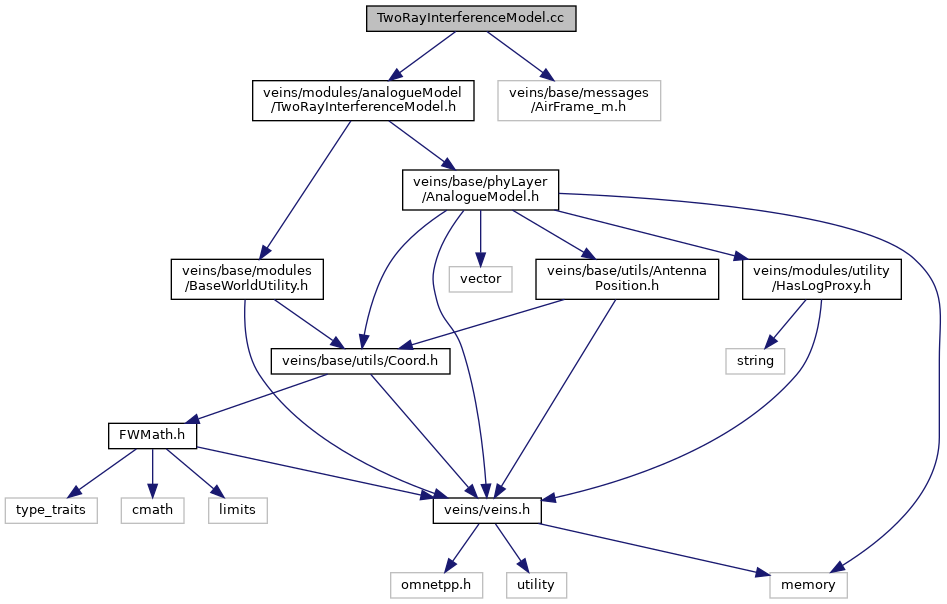 TwoRayInterferenceModel.cc
veins/modules/analogueModel
/TwoRayInterferenceModel.h
veins/base/messages
/AirFrame_m.h
veins/base/phyLayer
/AnalogueModel.h
veins/base/modules
/BaseWorldUtility.h
vector
veins/base/utils/Antenna
Position.h
veins/modules/utility
/HasLogProxy.h
veins/base/utils/Coord.h
string
FWMath.h
type_traits
cmath
limits
veins/veins.h
omnetpp.h
utility
memory